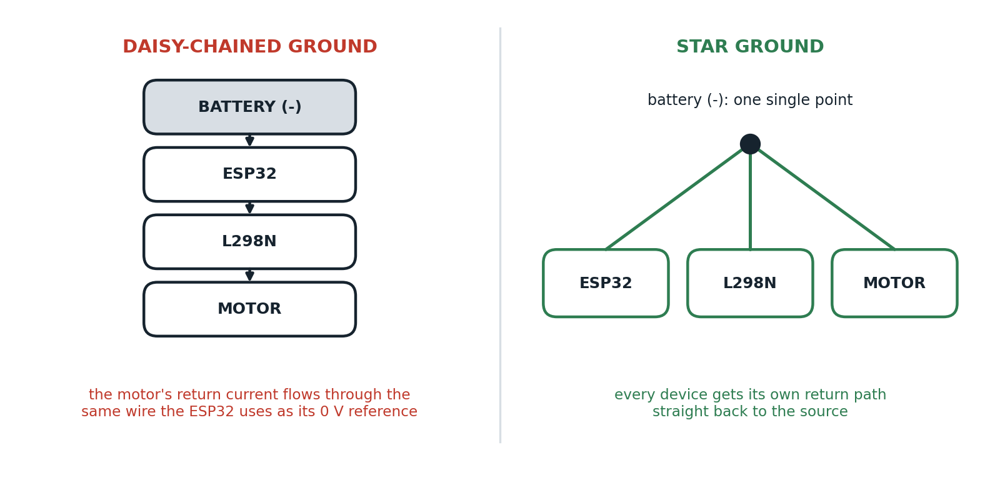 DAISY-CHAINED GROUND
BATTERY (-)
ESP32
L298N
MOTOR
the motor's return current flows through the
same wire the ESP32 uses as its 0 V reference
STAR GROUND
battery (-): one single point
ESP32
L298N
MOTOR
every device gets its own return path
straight back to the source